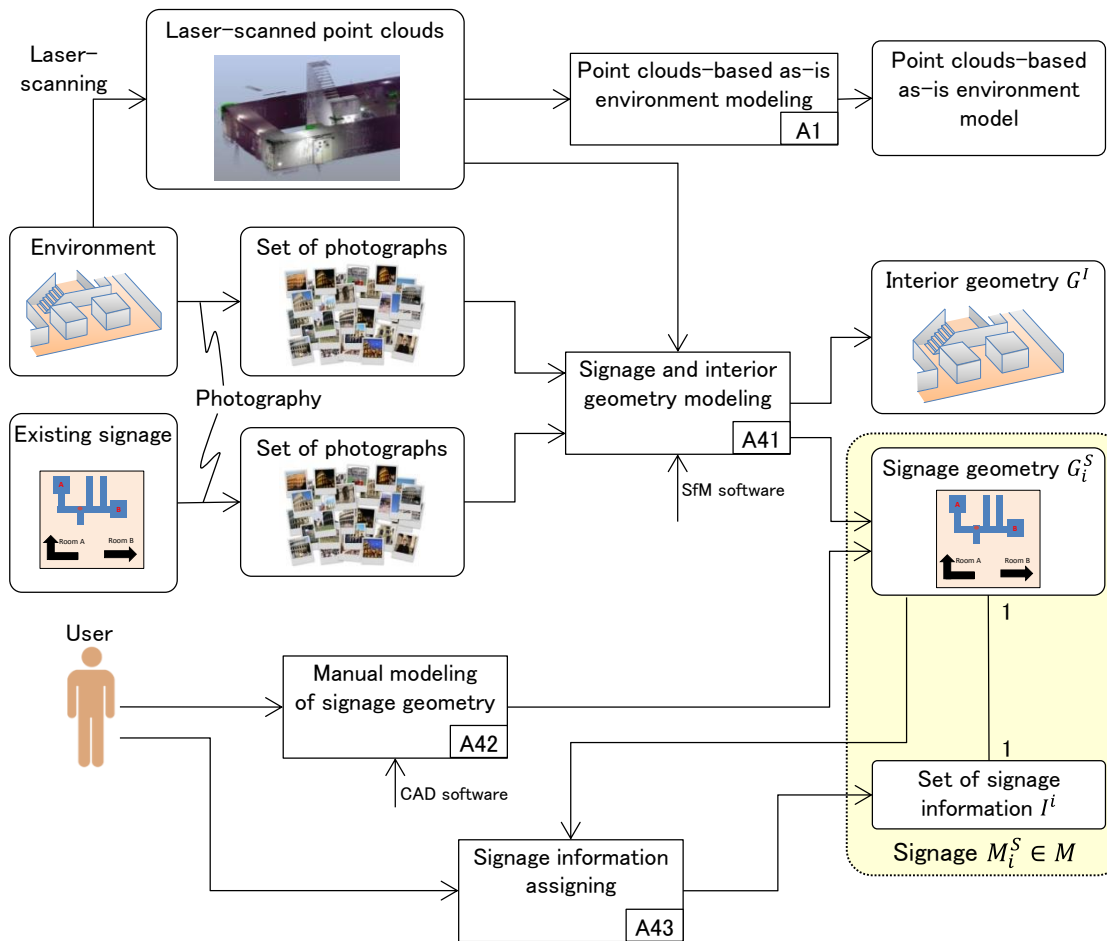 Laser-scanned point clouds
Laser-
scanning
Point clouds-based as-is
environment modeling
A1
Point clouds-based
as-is environment
model
Environment
Set of photographs
Interior geometry G^I
Signage and interior
geometry modeling
A41
SfM software
Photography
Existing signage
A
B
Room A
Room B
Set of photographs
Signage geometry G_i^S
A
B
Room A
Room B
1
1
User
Manual modeling
of signage geometry
A42
CAD software
Set of signage
information I^i
Signage M_i^S ∈ M
Signage information
assigning
A43